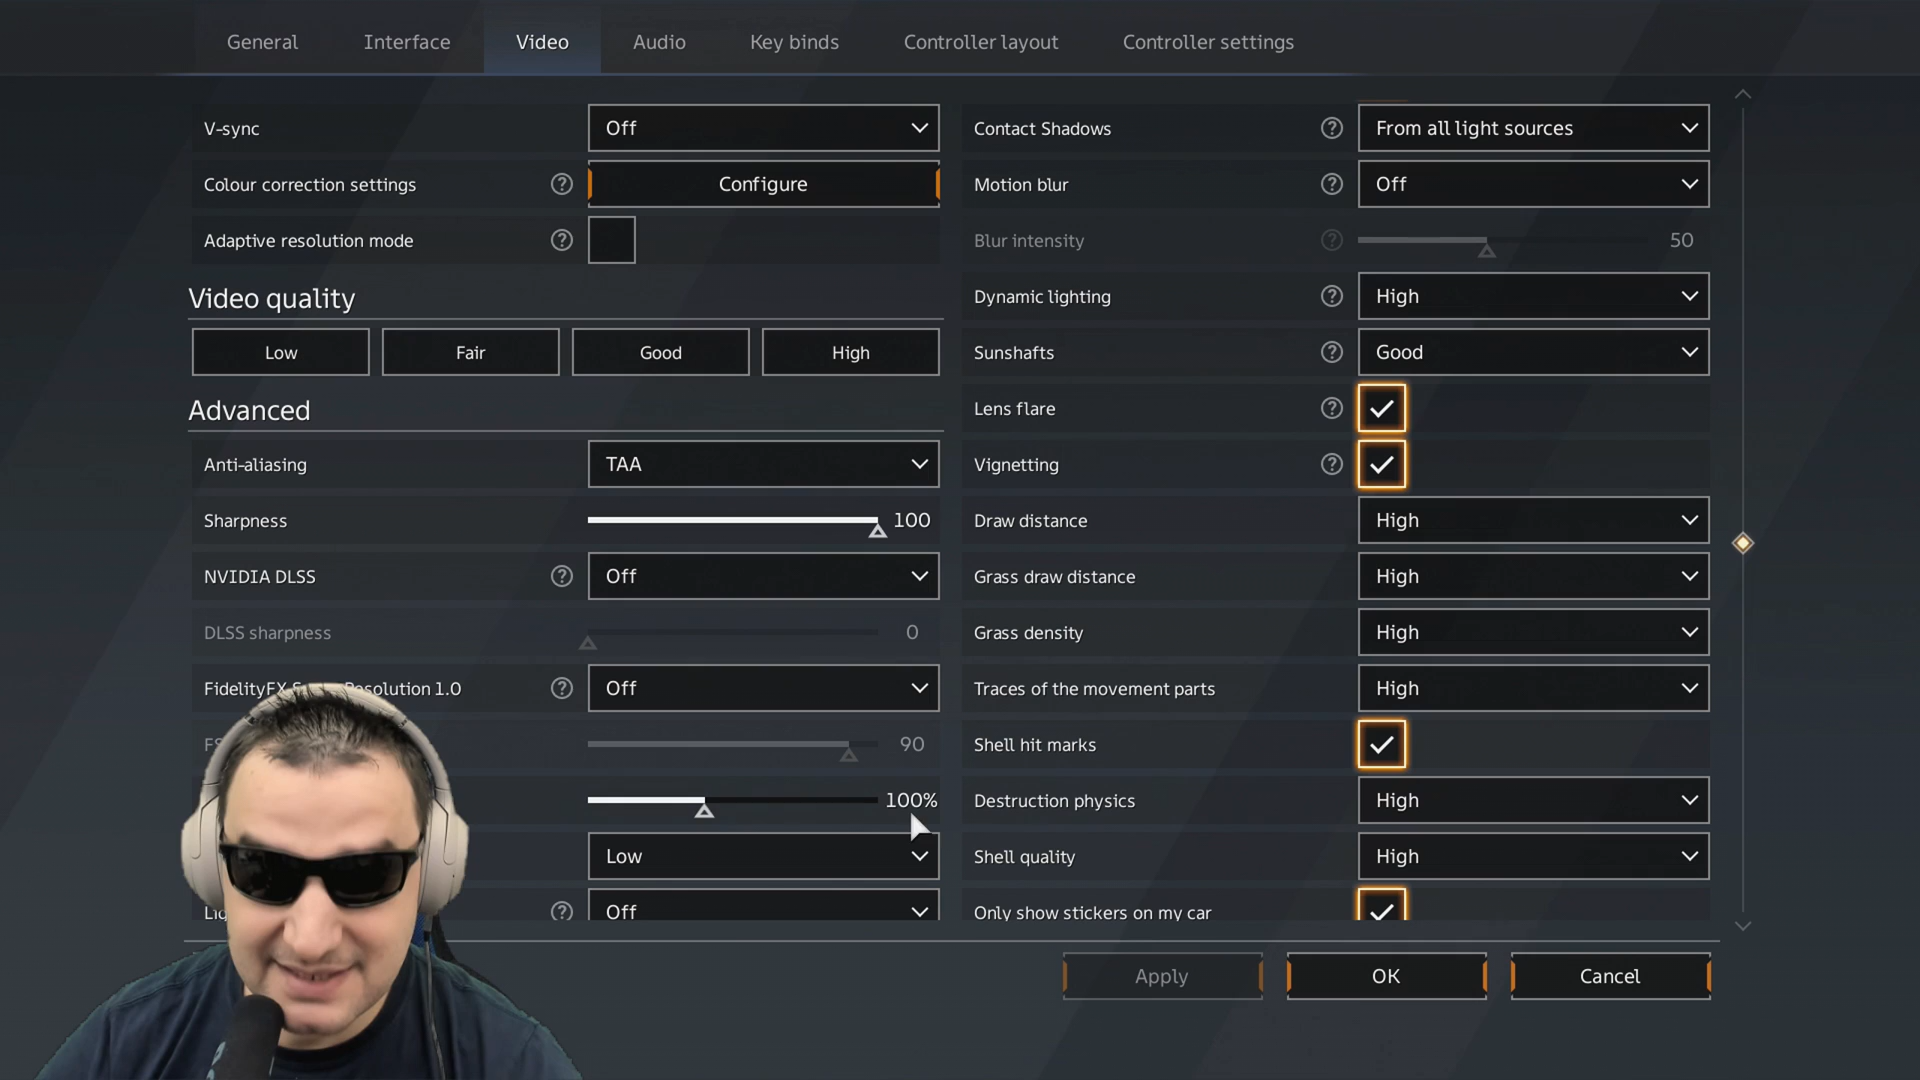 General Interface Video Audio Key binds Controller layout Controller settings
V-sync Off
Colour correction settings ? Configure
Adaptive resolution mode ?
Video quality
Low Fair Good High
Advanced
Anti-aliasing TAA
Sharpness 100
NVIDIA DLSS ? Off
DLSS sharpness 0
FidelityFX Resolution 1.0 ? Off
90
100%
Low
? Off
Contact Shadows ? From all light sources
Motion blur ? Off
Blur intensity ? 50
Dynamic lighting ? High
Sunshafts ? Good
Lens flare ?
Vignetting ?
Draw distance High
Grass draw distance High
Grass density High
Traces of the movement parts High
Shell hit marks
Destruction physics High
Shell quality High
Only show stickers on my car
Apply OK Cancel